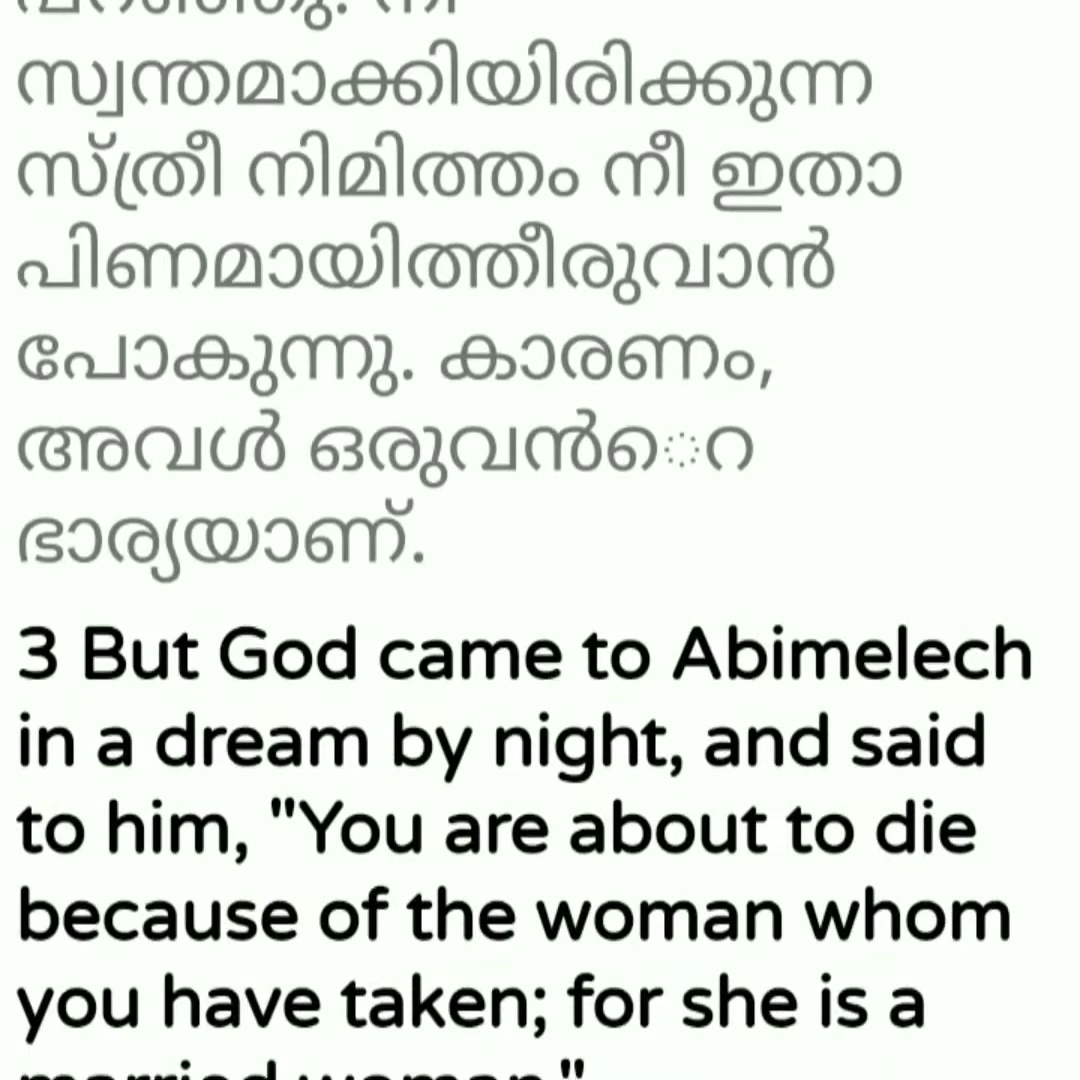 സ്വന്തമാക്കിയിരിക്കുന്ന
സ്ത്രീ നിമിത്തം നീ ഇതാ
പിണമായിത്തീരുവാൻ
പോകുന്നു. കാരണം,
അവൾ ഒരുവൻെറ
ഭാര്യയാണ്.
3 But God came to Abimelech
in a dream by night, and said
to him, "You are about to die
because of the woman whom
you have taken; for she is a
married woman."